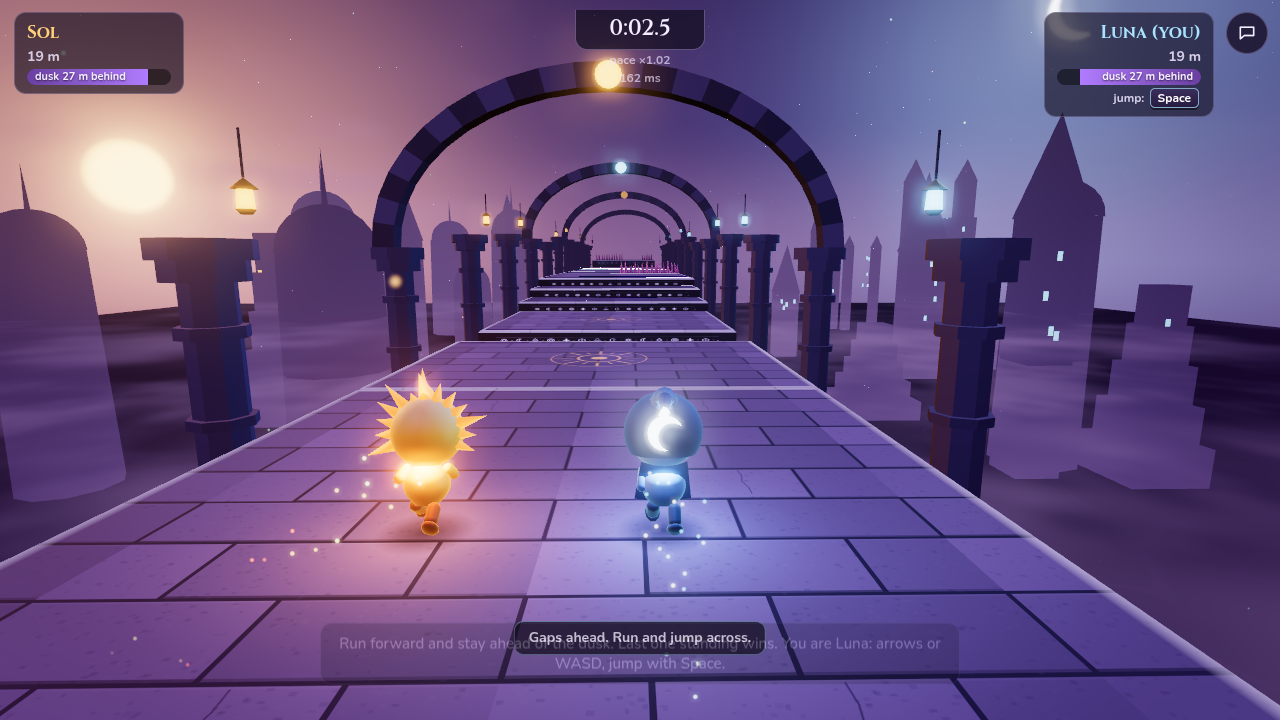 SOL
19 m
dusk 27 m behind
0:02.5
pace ×1.02
162 ms
LUNA (YOU)
19 m
dusk 27 m behind
jump: Space
Gaps ahead. Run and jump across.
Run forward and stay ahead of the dusk. Last one standing wins. You are Luna: arrows or
WASD, jump with Space.